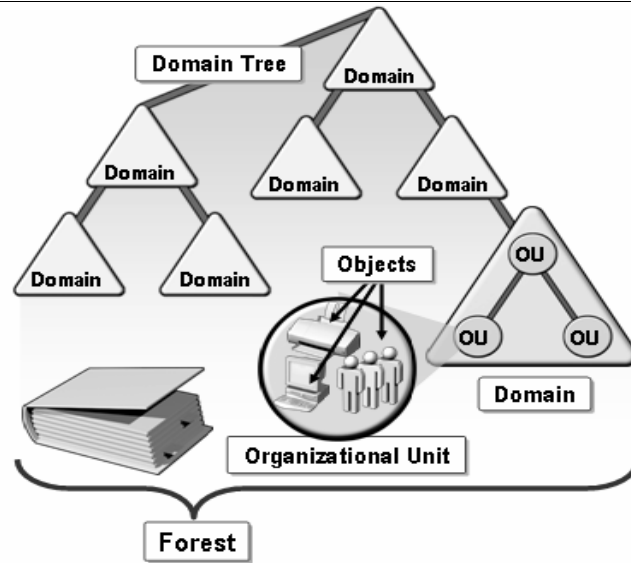 Domain Tree
Domain
Domain
Domain
Domain
Domain
Domain
Objects
OU
OU
OU
Domain
Organizational Unit
Forest